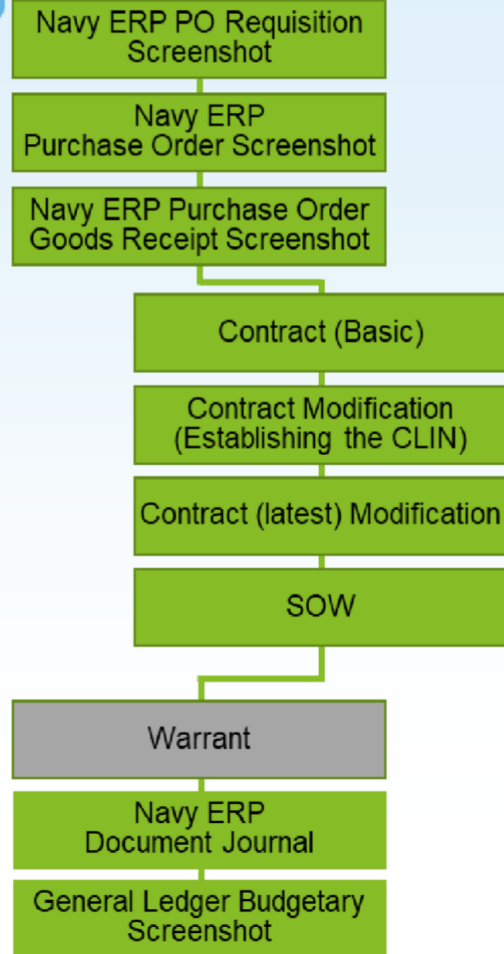 Navy ERP PO Requisition
Screenshot
Navy ERP
Purchase Order Screenshot
Navy ERP Purchase Order
Goods Receipt Screenshot
Contract (Basic)
Contract Modification
(Establishing the CLIN)
Contract (latest) Modification
SOW
Warrant
Navy ERP
Document Journal
General Ledger Budgetary
Screenshot